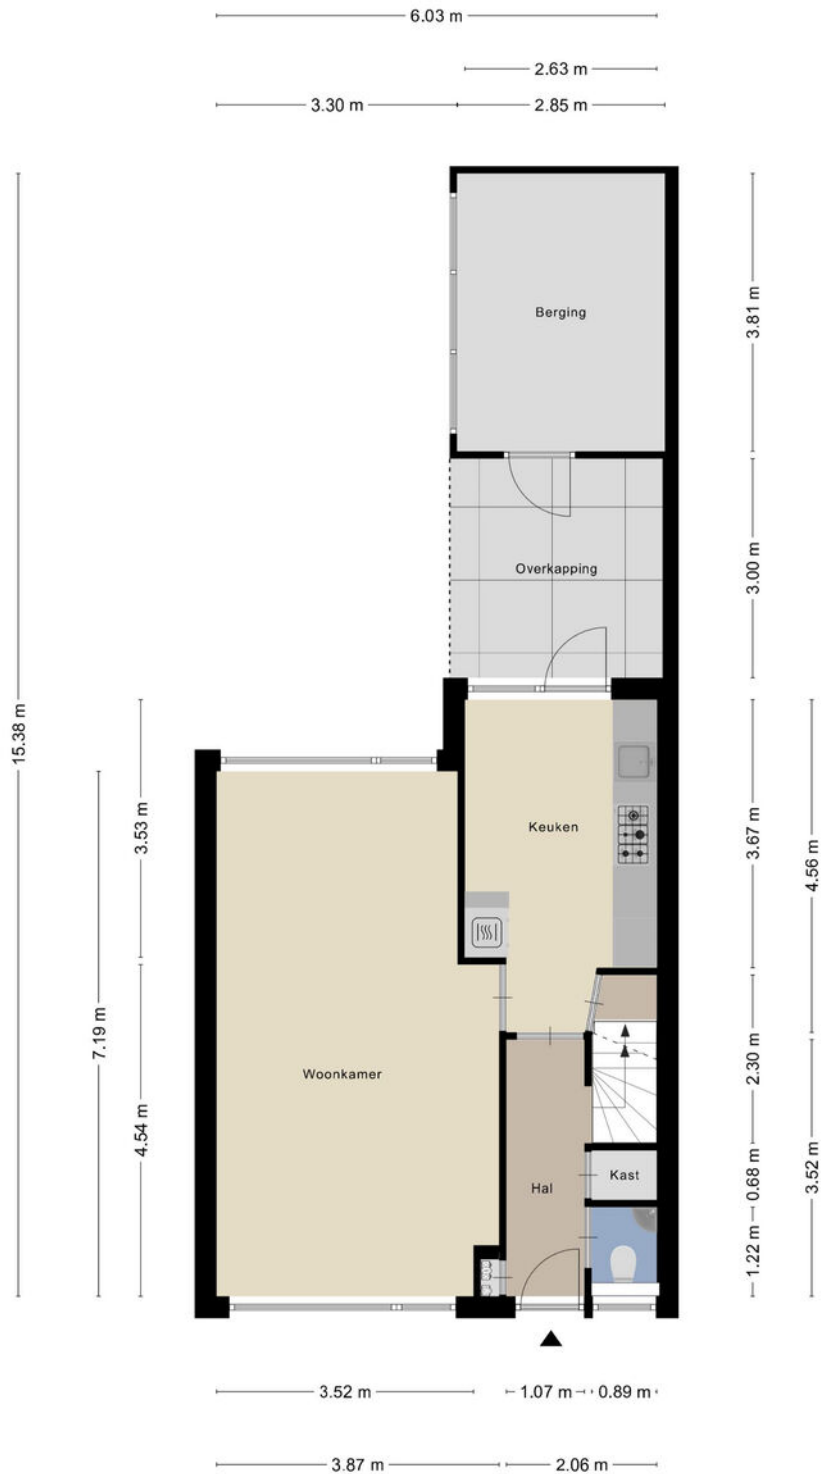 6.03 m
2.63 m
3.30 m
2.85 m
Berging
3.81 m
Overkapping
3.00 m
15.38 m
3.53 m
Keuken
3.67 m
4.56 m
7.19 m
Woonkamer
2.30 m
4.54 m
Hal
Kast
0.68 m
3.52 m
1.22 m
3.52 m
1.07 m
0.89 m
3.87 m
2.06 m